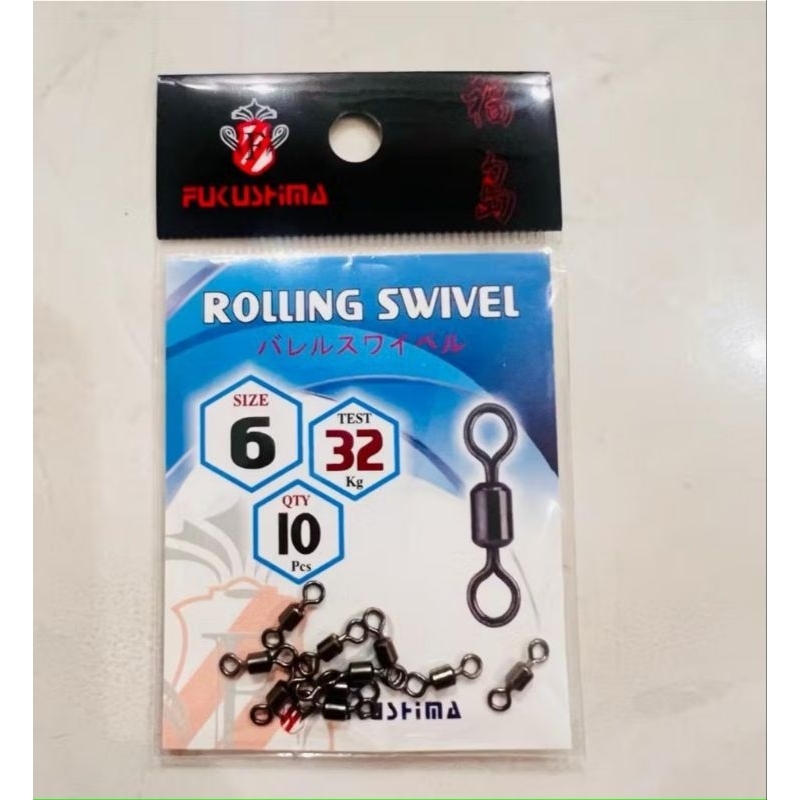 FUKUSHIMA
福島
ROLLING SWIVEL
バレルスワイベル
SIZE
6
TEST
32
Kg
QTY
10
Pcs
FUKUSHIMA